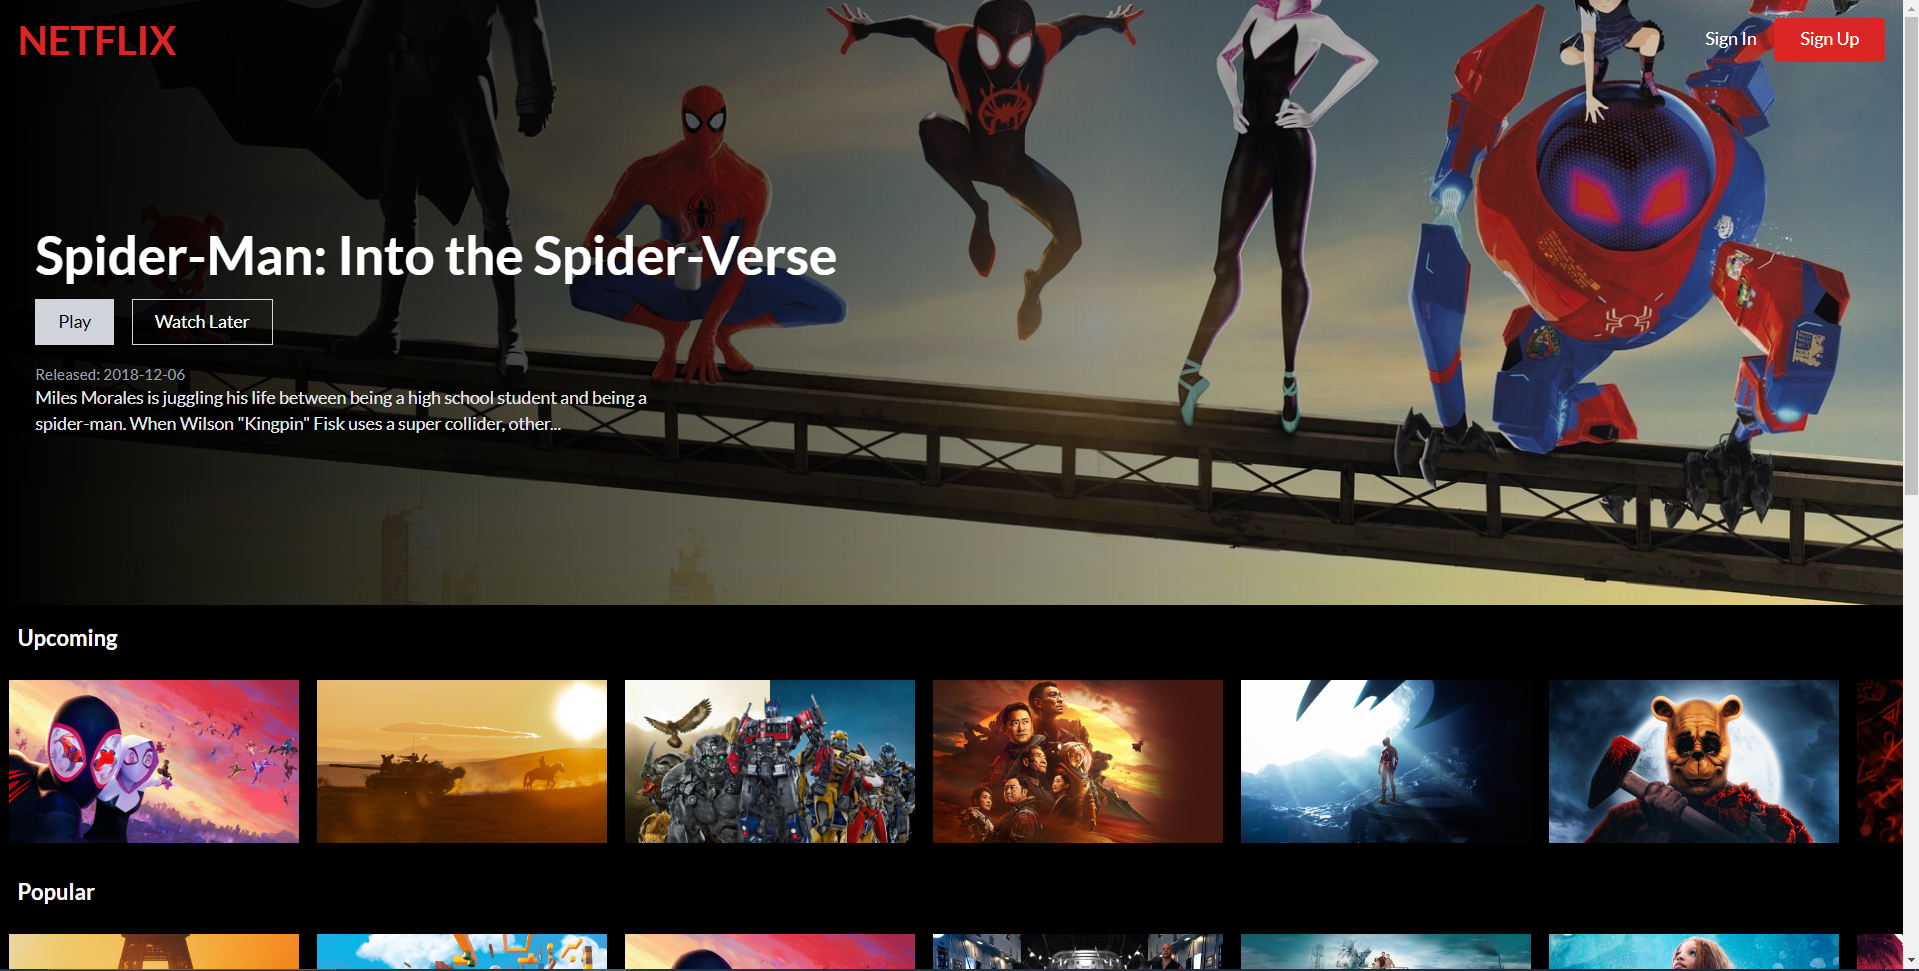 NETFLIX
Sign In
Sign Up
Spider-Man: Into the Spider-Verse
Play
Watch Later
Released: 2018-12-06
Miles Morales is juggling his life between being a high school student and being a
spider-man. When Wilson "Kingpin" Fisk uses a super collider, other...
Upcoming
Popular